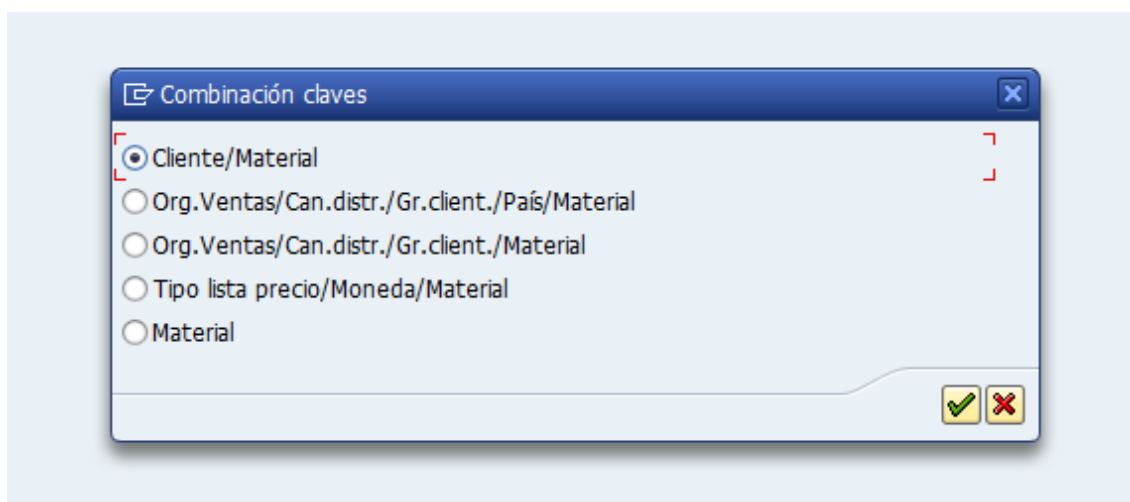 Combinación claves
Cliente/Material
Org.Ventas/Can.distr./Gr.client./País/Material
Org.Ventas/Can.distr./Gr.client./Material
Tipo lista precio/Moneda/Material
Material